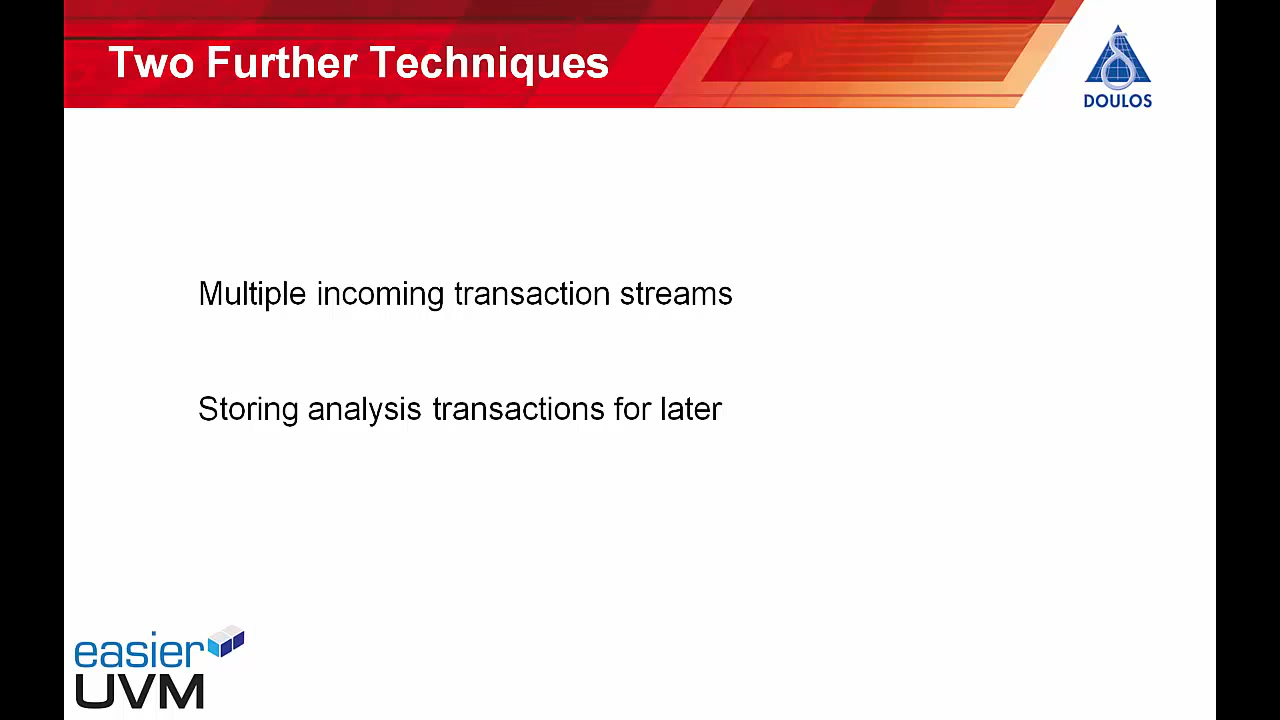 Two Further Techniques
DOULOS
Multiple incoming transaction streams
Storing analysis transactions for later
easier
UVM